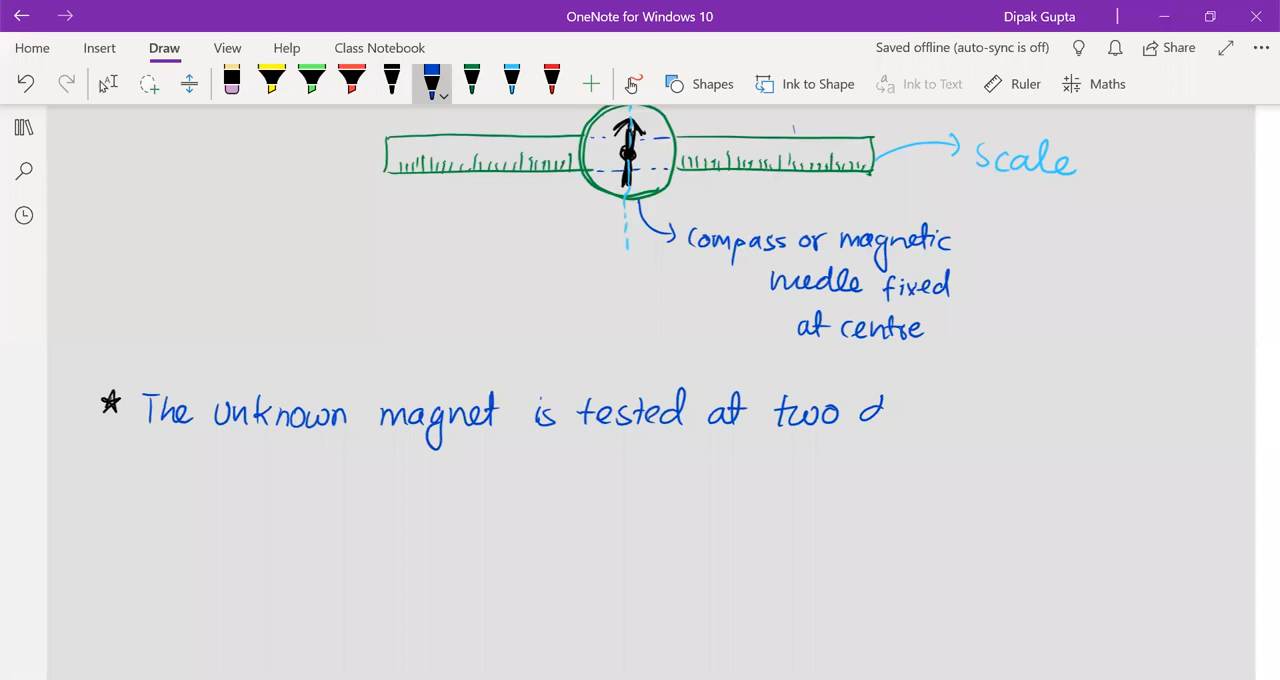 OneNote for Windows 10
Dipak Gupta
Home Insert Draw View Help Class Notebook
Saved offline (auto-sync is off)
Share
Shapes
Ink to Shape
Ink to Text
Ruler
Maths
scale
Compass or magnetic
needle fixed
at centre
* The unknown magnet is tested at two d